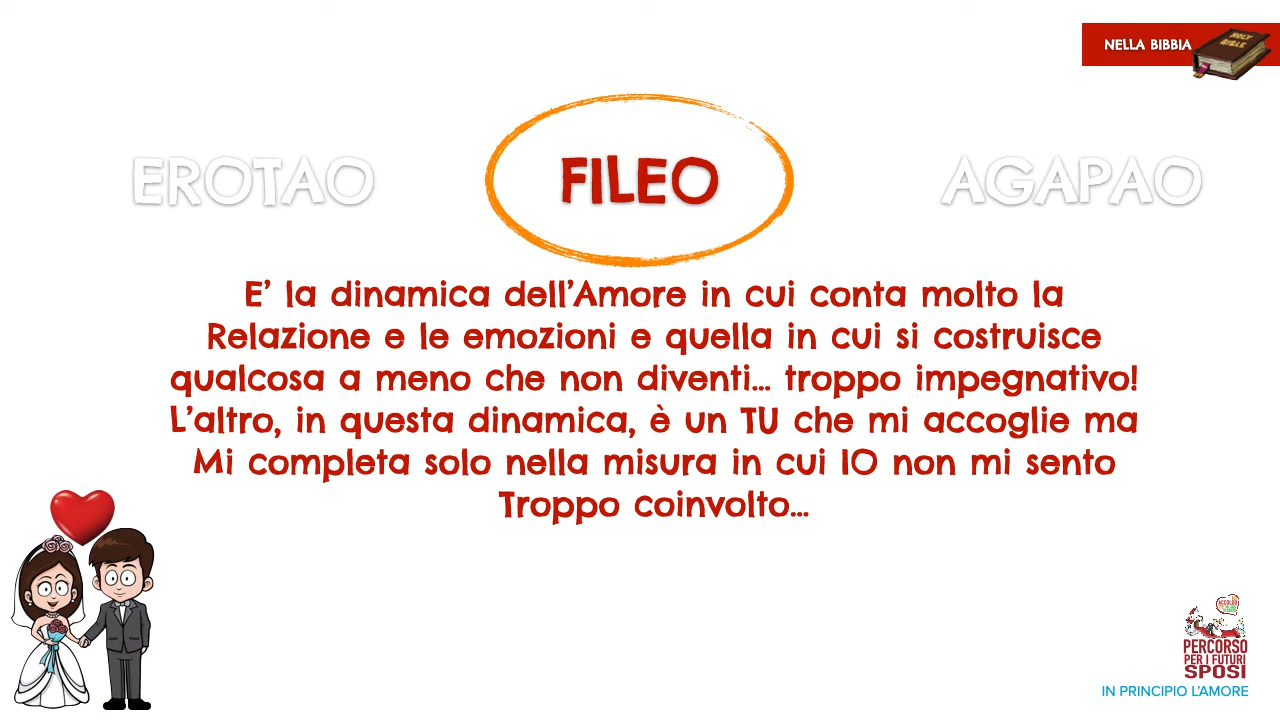 NELLA BIBBIA
HOLY
BIBLE
EROTAO
FILEO
AGAPAO
E' la dinamica dell'Amore in cui conta molto la
Relazione e le emozioni e quella in cui si costruisce
qualcosa a meno che non diventi... troppo impegnativo!
L'altro, in questa dinamica, è un TU che mi accoglie ma
Mi completa solo nella misura in cui IO non mi sento
Troppo coinvolto...
PERCORSO
PER I FUTURI
SPOSI
IN PRINCIPIO L'AMORE